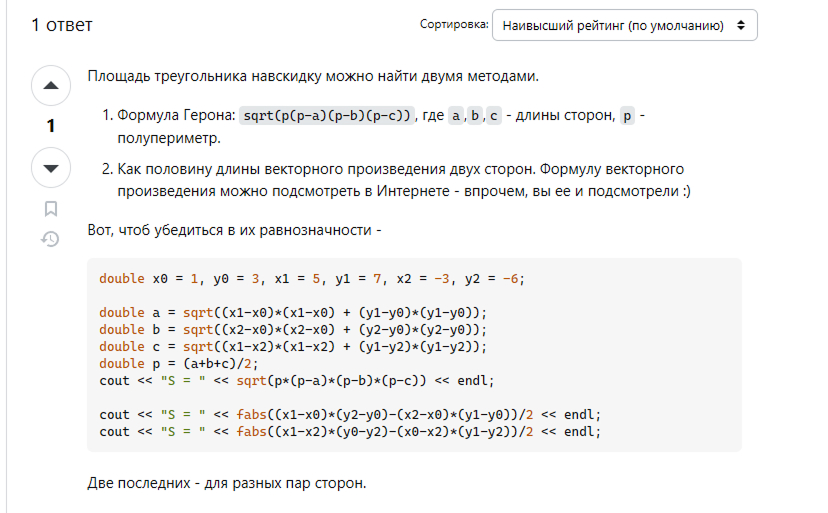 1 ответ
Сортировка: Наивысший рейтинг (по умолчанию)
Площадь треугольника навскидку можно найти двумя методами.
1
1. Формула Герона: sqrt(p(p-a)(p-b)(p-c)), где a,b,c - длины сторон, p -
полупериметр.
2. Как половину длины векторного произведения двух сторон. Формулу векторного
произведения можно подсмотреть в Интернете - впрочем, вы ее и подсмотрели :)
Вот, чтоб убедиться в их равнозначности -
double x0 = 1, y0 = 3, x1 = 5, y1 = 7, x2 = -3, y2 = -6;
double a = sqrt((x1-x0)*(x1-x0) + (y1-y0)*(y1-y0));
double b = sqrt((x2-x0)*(x2-x0) + (y2-y0)*(y2-y0));
double c = sqrt((x1-x2)*(x1-x2) + (y1-y2)*(y1-y2));
double p = (a+b+c)/2;
cout << "S = " << sqrt(p*(p-a)*(p-b)*(p-c)) << endl;
cout << "S = " << fabs((x1-x0)*(y2-y0)-(x2-x0)*(y1-y0))/2 << endl;
cout << "S = " << fabs((x1-x2)*(y0-y2)-(x0-x2)*(y1-y2))/2 << endl;
Две последних - для разных пар сторон.